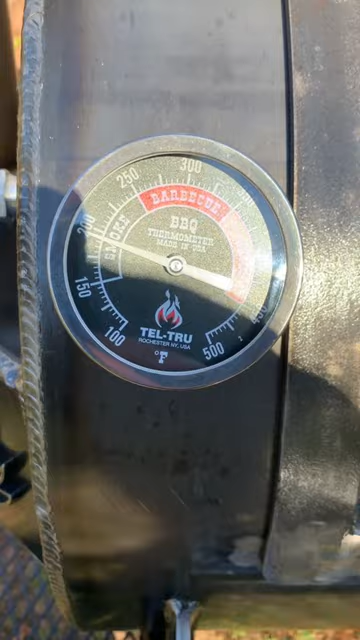 300
250
200
150
100
500
BARBECUE
SMOKE
BBQ
THERMOMETER
MADE IN USA
TEL-TRU
ROCHESTER NY, USA
°F